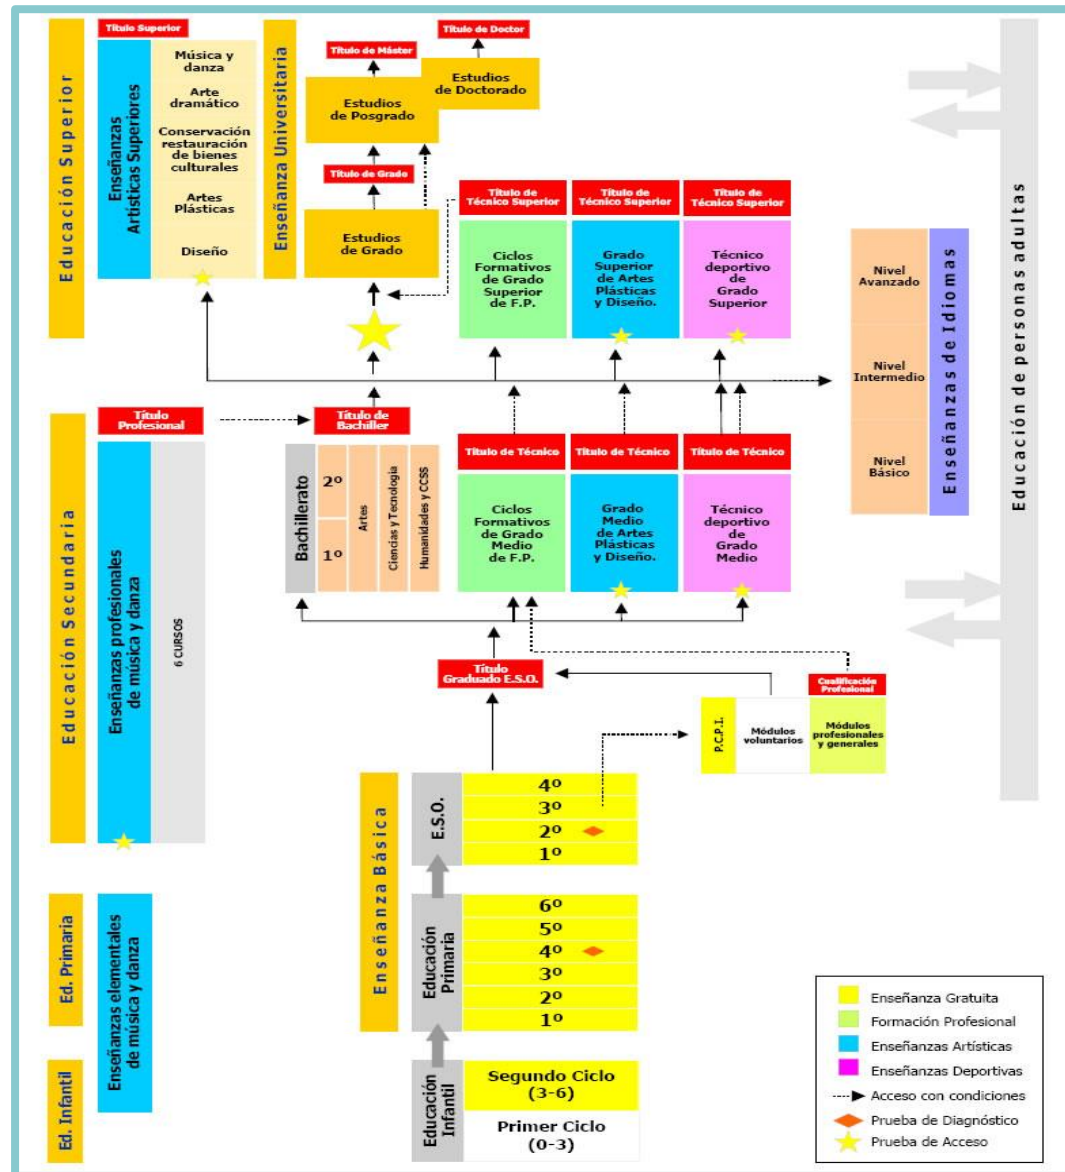 Educación Superior
Título Superior
Enseñanzas
Artísticas Superiores
Música y
danza
Arte
dramático
Conservación
restauración
de bienes
culturales
Artes
Plásticas
Diseño
Enseñanza Universitaria
Título de Máster
Título de Doctor
Estudios
de Posgrado
Estudios
de Doctorado
Título de Grado
Estudios
de Grado
Título de
Técnico Superior
Título de
Técnico Superior
Título de
Técnico Superior
Ciclos
Formativos
de Grado
Superior
de F.P.
Grado
Superior
de Artes
Plásticas
y Diseño.
Técnico
deportivo
de
Grado
Superior
Nivel
Avanzado
Nivel
Intermedio
Nivel
Básico
Enseñanzas de Idiomas
Educación de personas adultas
Educación Secundaria
Título
Profesional
Enseñanzas profesionales
de música y danza
6 CURSOS
Título de
Bachiller
Bachillerato
2º
1º
Artes
Ciencias y Tecnología
Humanidades y CCSS
Título de Técnico
Título de Técnico
Título de Técnico
Ciclos
Formativos
de Grado
Medio
de F.P.
Grado
Medio
de Artes
Plásticas
y Diseño.
Técnico
deportivo
de
Grado
Medio
Título
Graduado E.S.O.
Cualificación
Profesional
P.C.P.I.
Módulos
voluntarios
Módulos
profesionales
y generales
Enseñanza Básica
E.S.O.
4º
3º
2º
1º
Ed. Primaria
Enseñanzas elementales
de música y danza
Educación
Primaria
6º
5º
4º
3º
2º
1º
Ed. Infantil
Educación
Infantil
Segundo Ciclo
(3-6)
Primer Ciclo
(0-3)
Enseñanza Gratuita
Formación Profesional
Enseñanzas Artísticas
Enseñanzas Deportivas
Acceso con condiciones
Prueba de Diagnóstico
Prueba de Acceso